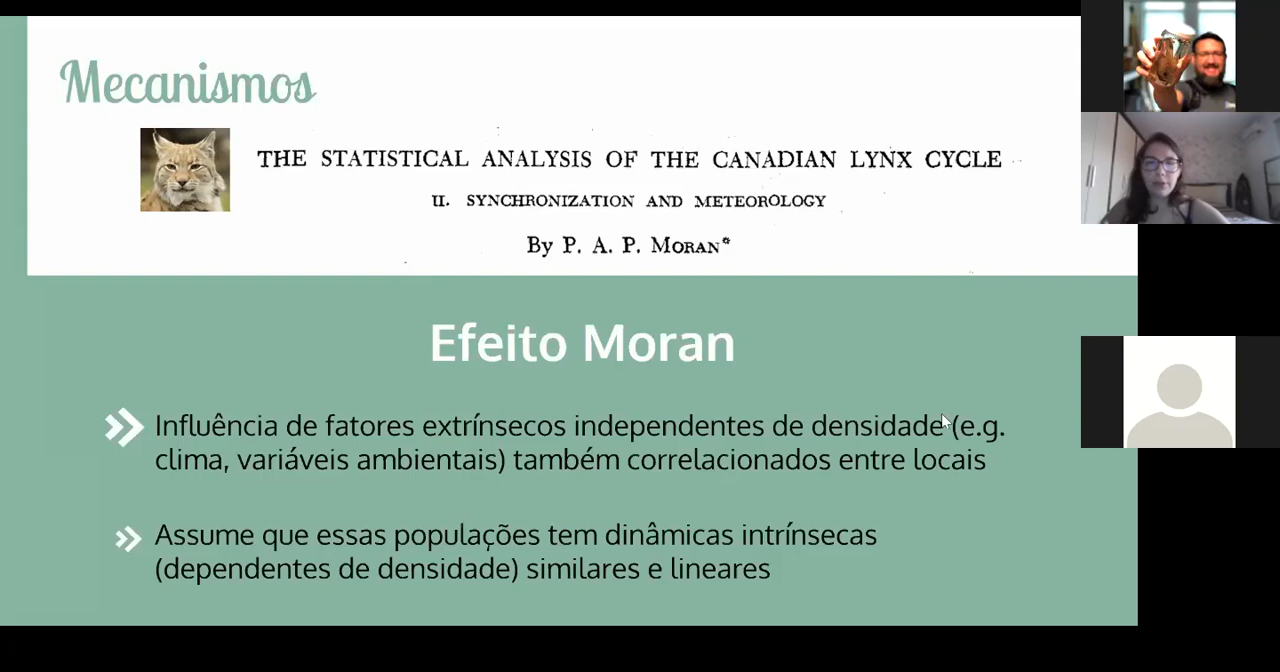 Mecanismos
THE STATISTICAL ANALYSIS OF THE CANADIAN LYNX CYCLE
II. SYNCHRONIZATION AND METEOROLOGY
By P. A. P. MORAN*
Efeito Moran
Influência de fatores extrínsecos independentes de densidade (e.g.
clima, variáveis ambientais) também correlacionados entre locais
Assume que essas populações tem dinâmicas intrínsecas
(dependentes de densidade) similares e lineares